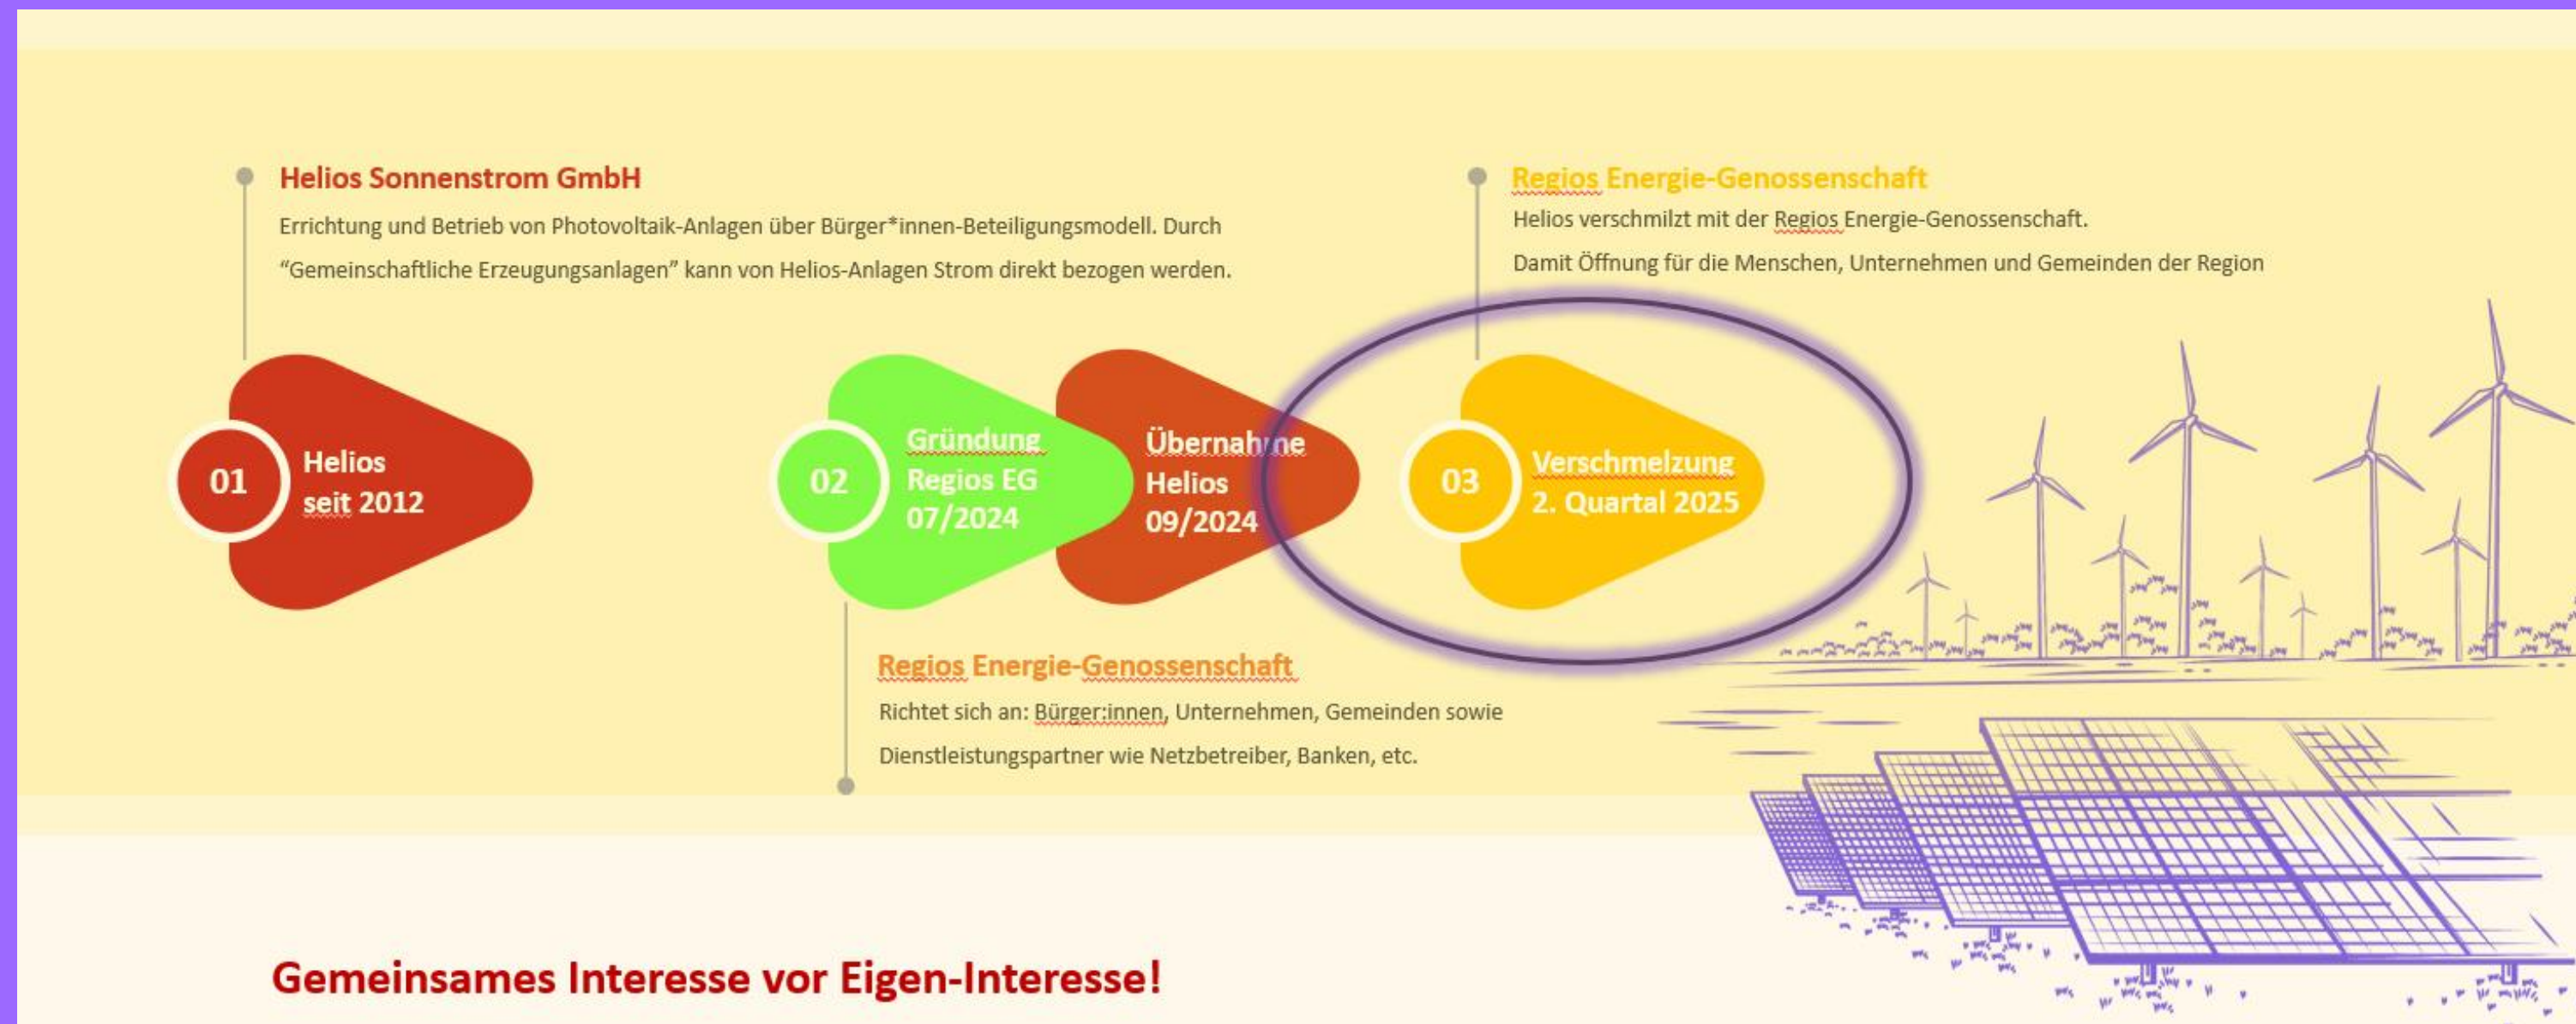 Helios Sonnenstrom GmbH
Errichtung und Betrieb von Photovoltaik-Anlagen über Bürger*innen-Beteiligungsmodell. Durch
“Gemeinschaftliche Erzeugungsanlagen” kann von Helios-Anlagen Strom direkt bezogen werden.
Regios Energie-Genossenschaft
Helios verschmilzt mit der Regios Energie-Genossenschaft.
Damit Öffnung für die Menschen, Unternehmen und Gemeinden der Region
01
Helios
seit 2012
02
Gründung
Regios EG
07/2024
Übernahme
Helios
09/2024
03
Verschmelzung
2. Quartal 2025
Regios Energie-Genossenschaft
Richtet sich an: Bürger:innen, Unternehmen, Gemeinden sowie
Dienstleistungspartner wie Netzbetreiber, Banken, etc.
Gemeinsames Interesse vor Eigen-Interesse!